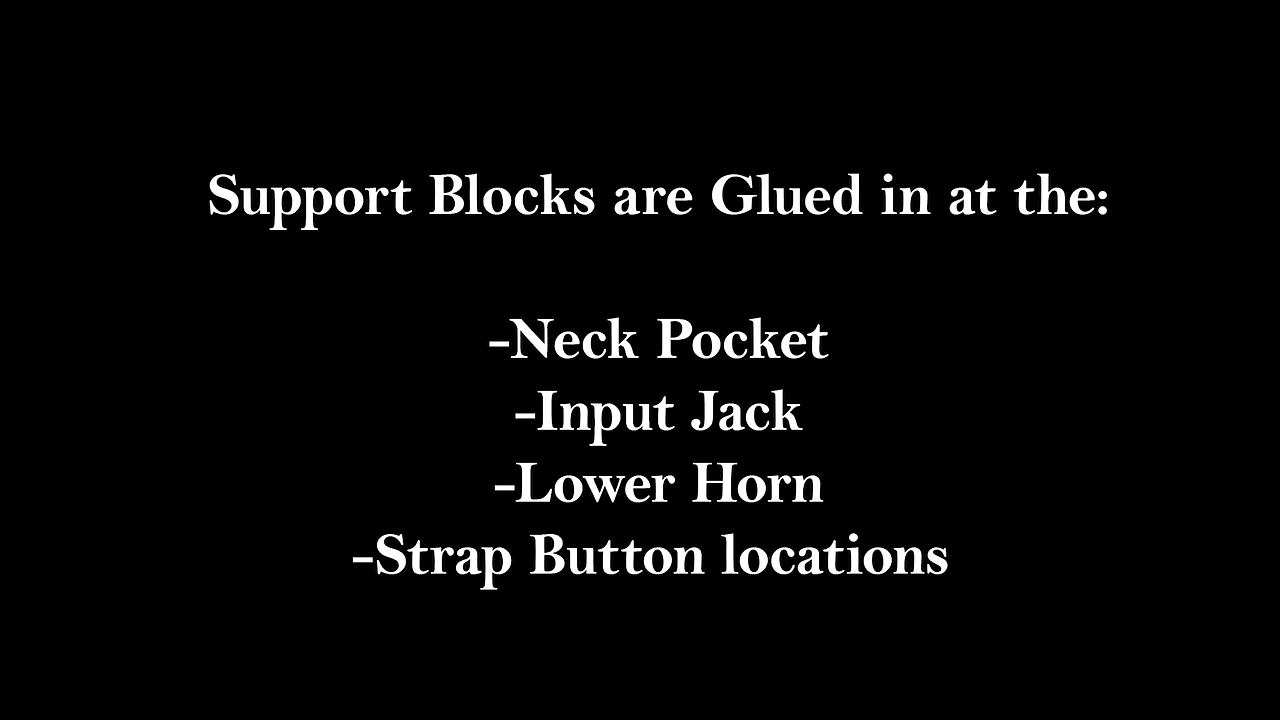 Support Blocks are Glued in at the:
-Neck Pocket
-Input Jack
-Lower Horn
-Strap Button locations